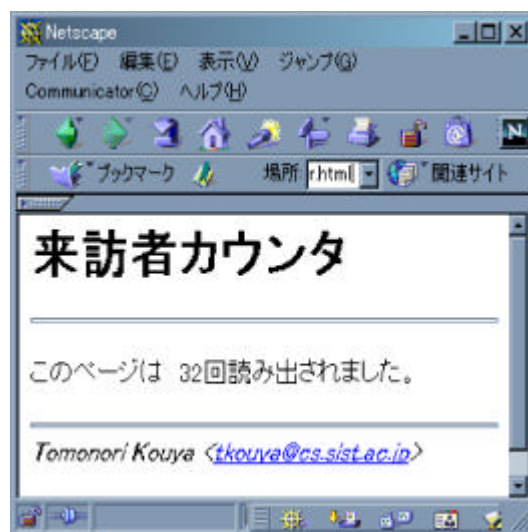 Netscape
ファイル(F) 編集(E) 表示(V) ジャンプ(G)
Communicator(C) ヘルプ(H)
N
ブックマーク 場所: r.html 関連サイト
来訪者カウンタ
このページは 32回読み出されました。
Tomonori Kouya <tkouya@cs.sist.ac.jp>